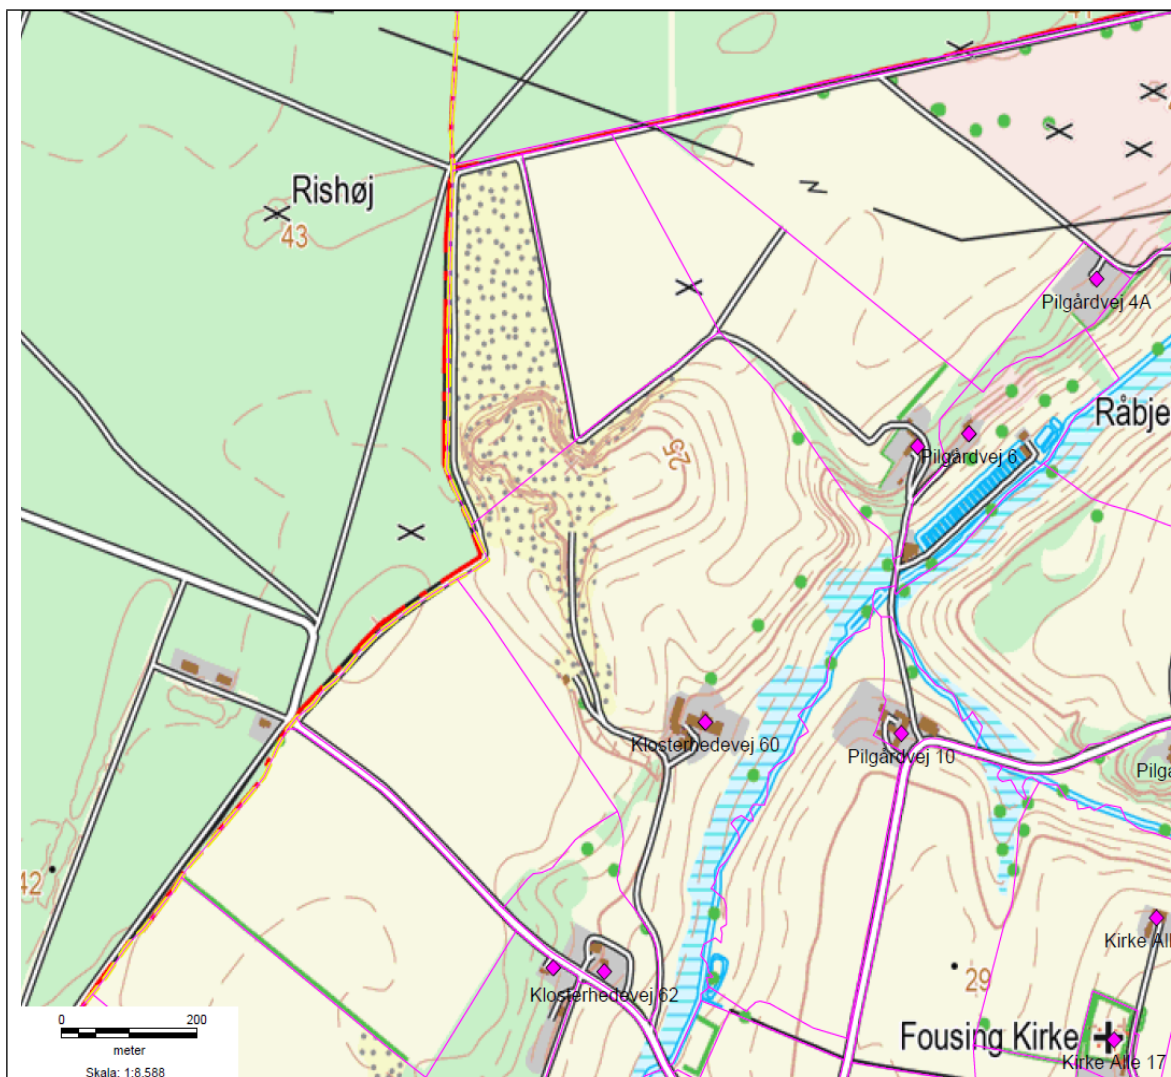 Rishøj
43
Pilgårdvej 4A
Råbje
25
Pilgårdvej 6
Klosterhedevej 60
Pilgårdvej 10
Pilga
42
Kirke All
Klosterhedevej 62
29
Fousing Kirke
Kirke Alle 17
0 200
meter
Skala: 1:8.588